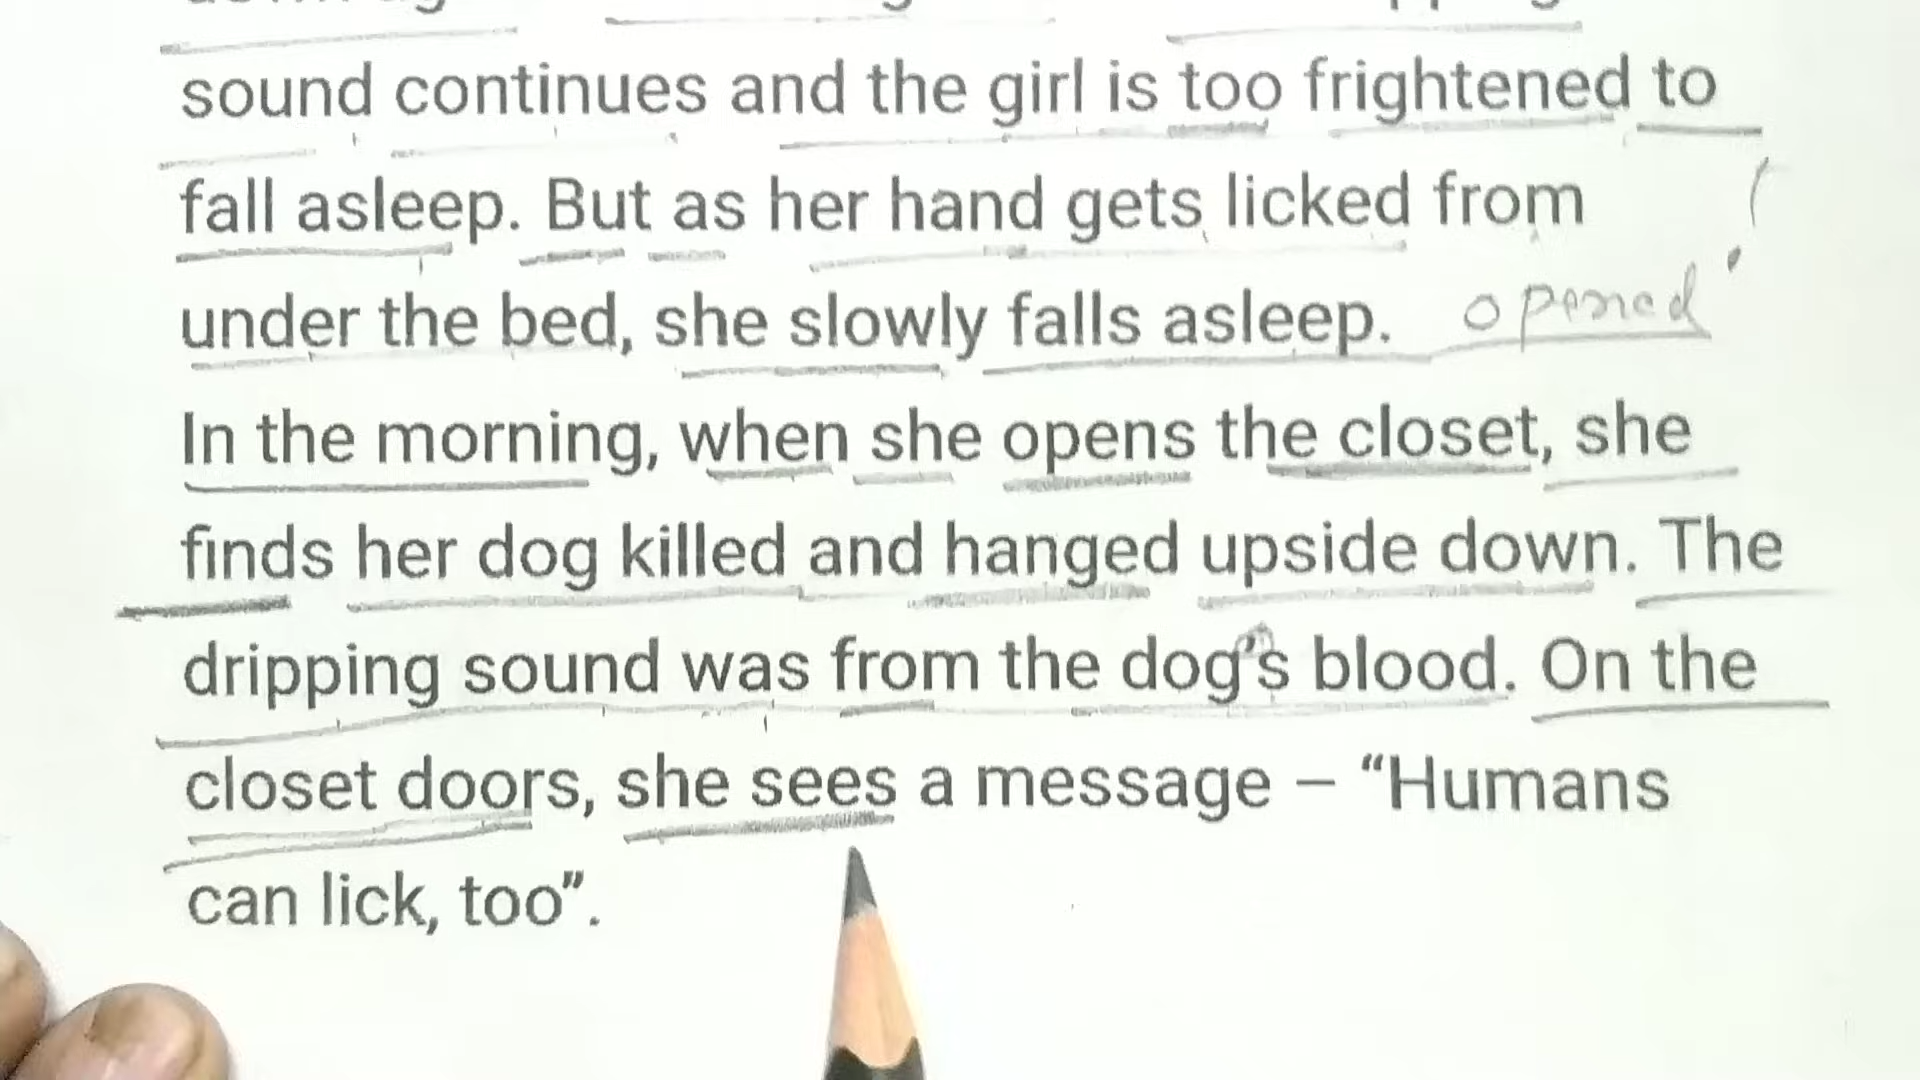 sound continues and the girl is too frightened to
fall asleep. But as her hand gets licked from
under the bed, she slowly falls asleep. opened
In the morning, when she opens the closet, she
finds her dog killed and hanged upside down. The
dripping sound was from the dog's blood. On the
closet doors, she sees a message – “Humans
can lick, too”.